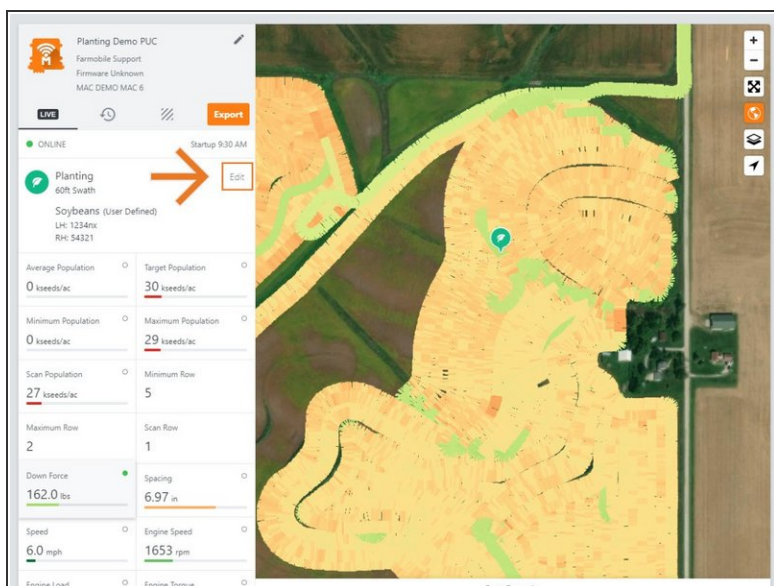 Planting Demo PUC
Farmobile Support
Firmware Unknown
MAC DEMO MAC 6
LIVE
Export
ONLINE
Startup 9:30 AM
Planting
Edit
60ft Swath
Soybeans (User Defined)
LH: 1234nx
RH: 54321
Average Population
Target Population
0 kseeds/ac
30 kseeds/ac
Minimum Population
Maximum Population
0 kseeds/ac
29 kseeds/ac
Scan Population
Minimum Row
27 kseeds/ac
5
Maximum Row
Scan Row
2
1
Down Force
Spacing
162.0 lbs
6.97 in
Speed
Engine Speed
6.0 mph
1653 rpm
Engine Load
Engine Torque